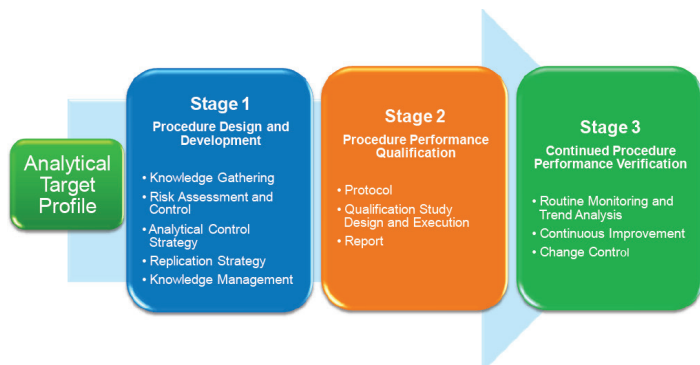 Analytical
Target
Profile
Stage 1
Procedure Design and
Development
• Knowledge Gathering
• Risk Assessment and
Control
• Analytical Control
Strategy
• Replication Strategy
• Knowledge Management
Stage 2
Procedure Performance
Qualification
• Protocol
• Qualification Study
Design and Execution
• Report
Stage 3
Continued Procedure
Performance Verification
• Routine Monitoring and
Trend Analysis
• Continuous Improvement
• Change Control